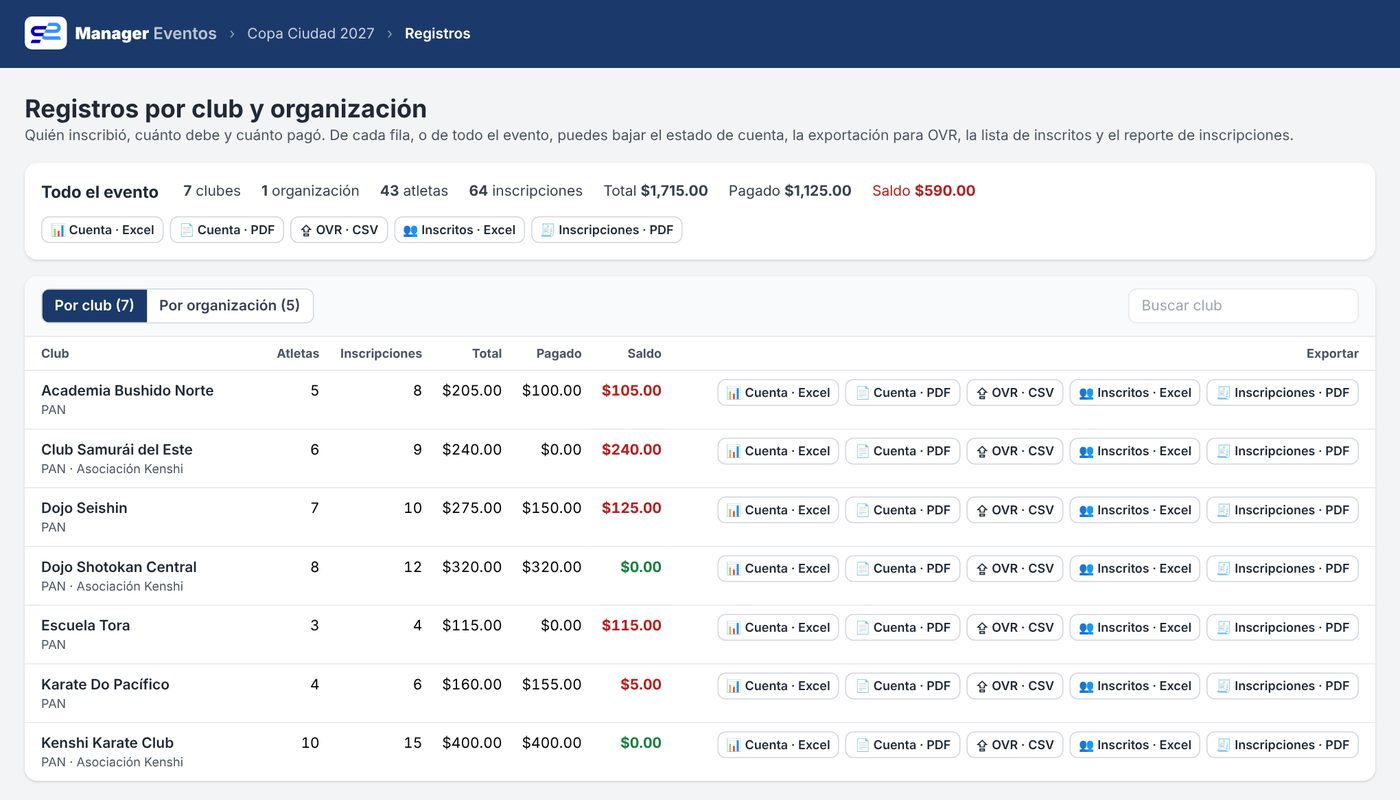 S2 Manager Eventos › Copa Ciudad 2027 › Registros
Registros por club y organización
Quién inscribió, cuánto debe y cuánto pagó. De cada fila, o de todo el evento, puedes bajar el estado de cuenta, la exportación para OVR, la lista de inscritos y el reporte de inscripciones.
Todo el evento 7 clubes 1 organización 43 atletas 64 inscripciones Total $1,715.00 Pagado $1,125.00 Saldo $590.00
Cuenta · Excel Cuenta · PDF OVR · CSV Inscritos · Excel Inscripciones · PDF
Por club (7) Por organización (5) Buscar club
Club Atletas Inscripciones Total Pagado Saldo Exportar
Academia Bushido Norte 5 8 $205.00 $100.00 $105.00 Cuenta · Excel Cuenta · PDF OVR · CSV Inscritos · Excel Inscripciones · PDF
PAN
Club Samurái del Este 6 9 $240.00 $0.00 $240.00 Cuenta · Excel Cuenta · PDF OVR · CSV Inscritos · Excel Inscripciones · PDF
PAN · Asociación Kenshi
Dojo Seishin 7 10 $275.00 $150.00 $125.00 Cuenta · Excel Cuenta · PDF OVR · CSV Inscritos · Excel Inscripciones · PDF
PAN
Dojo Shotokan Central 8 12 $320.00 $320.00 $0.00 Cuenta · Excel Cuenta · PDF OVR · CSV Inscritos · Excel Inscripciones · PDF
PAN · Asociación Kenshi
Escuela Tora 3 4 $115.00 $0.00 $115.00 Cuenta · Excel Cuenta · PDF OVR · CSV Inscritos · Excel Inscripciones · PDF
PAN
Karate Do Pacífico 4 6 $160.00 $155.00 $5.00 Cuenta · Excel Cuenta · PDF OVR · CSV Inscritos · Excel Inscripciones · PDF
PAN
Kenshi Karate Club 10 15 $400.00 $400.00 $0.00 Cuenta · Excel Cuenta · PDF OVR · CSV Inscritos · Excel Inscripciones · PDF
PAN · Asociación Kenshi